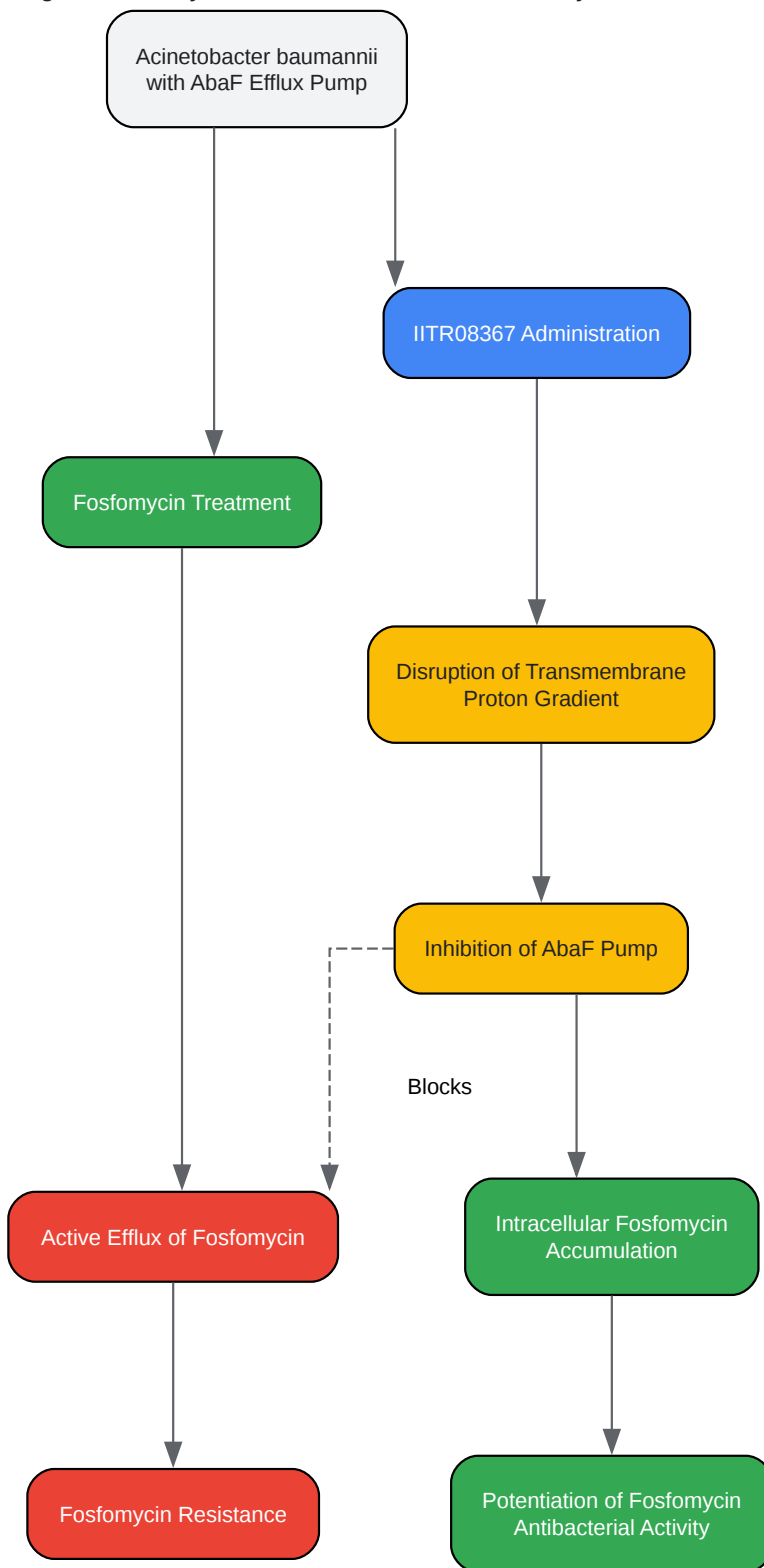 Acinetobacter baumannii
with AbaF Efflux Pump
IITR08367 Administration
Fosfomycin Treatment
Disruption of Transmembrane
Proton Gradient
Inhibition of AbaF Pump
Blocks
Active Efflux of Fosfomycin
Intracellular Fosfomycin
Accumulation
Fosfomycin Resistance
Potentiation of Fosfomycin
Antibacterial Activity